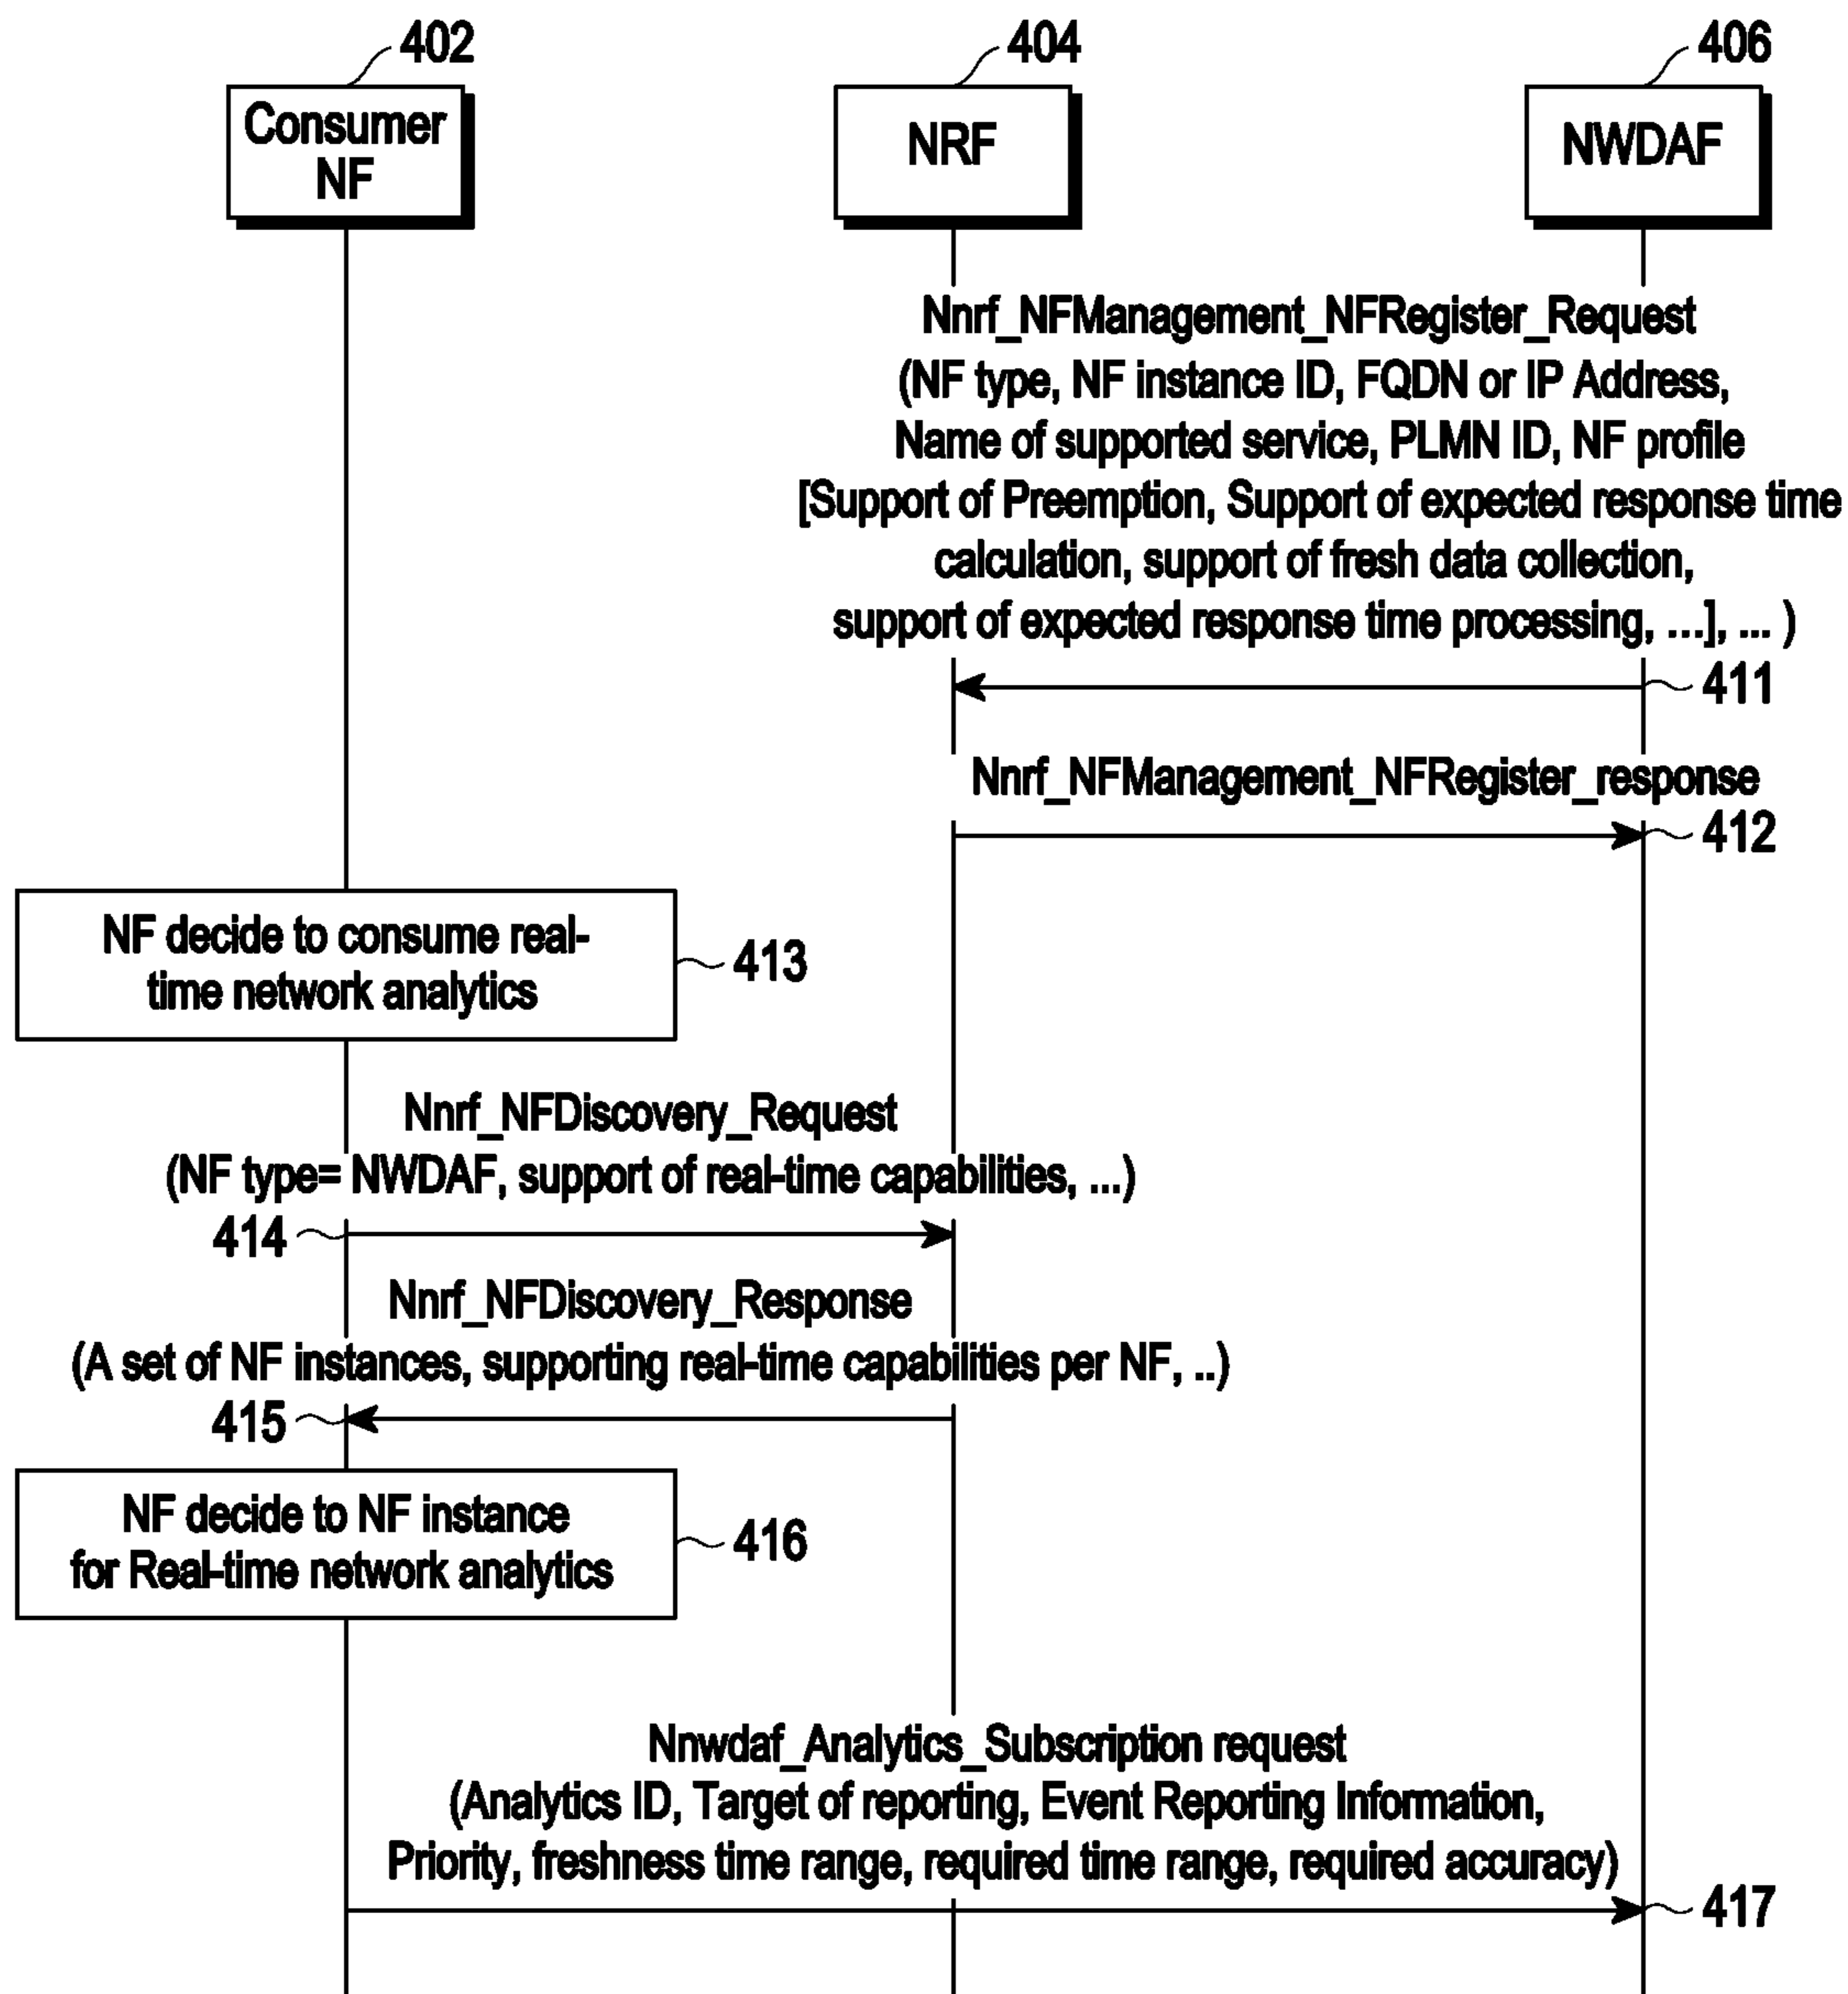 402
404
406
Consumer
NF
NRF
NWDAF
Nnrf_NFManagement_NFRegister_Request
(NF type, NF instance ID, FQDN or IP Address,
Name of supported service, PLMN ID, NF profile
[Support of Preemption, Support of expected response time
calculation, support of fresh data collection,
support of expected response time processing, ...], ... )
411
Nnrf_NFManagement_NFRegister_response
412
NF decide to consume real-
time network analytics
413
Nnrf_NFDiscovery_Request
(NF type= NWDAF, support of real-time capabilities, ...)
414
Nnrf_NFDiscovery_Response
(A set of NF instances, supporting real-time capabilities per NF, ..)
415
NF decide to NF instance
for Real-time network analytics
416
Nnwdaf_Analytics_Subscription request
(Analytics ID, Target of reporting, Event Reporting Information,
Priority, freshness time range, required time range, required accuracy)
417